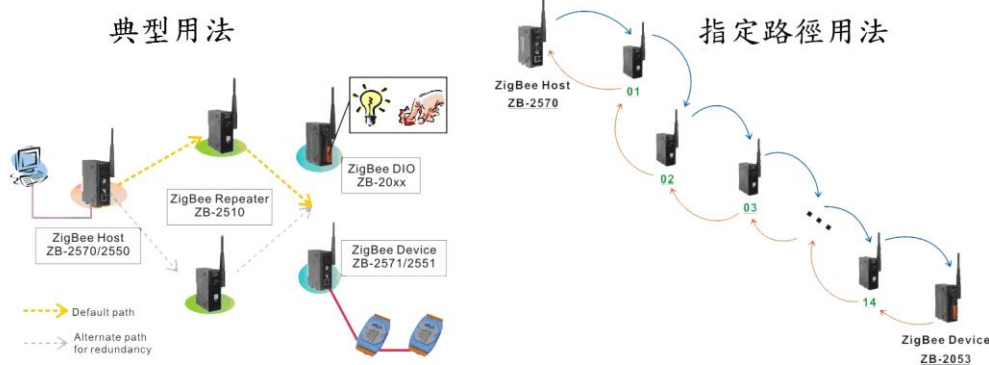 典型用法
ZigBee DIO
ZB-20xx
ZigBee Repeater
ZB-2510
ZigBee Host
ZB-2570/2550
ZigBee Device
ZB-2571/2551
Default path
Alternate path
for redundancy
指定路徑用法
ZigBee Host
ZB-2570
01
02
03
14
ZigBee Device
ZB-2053